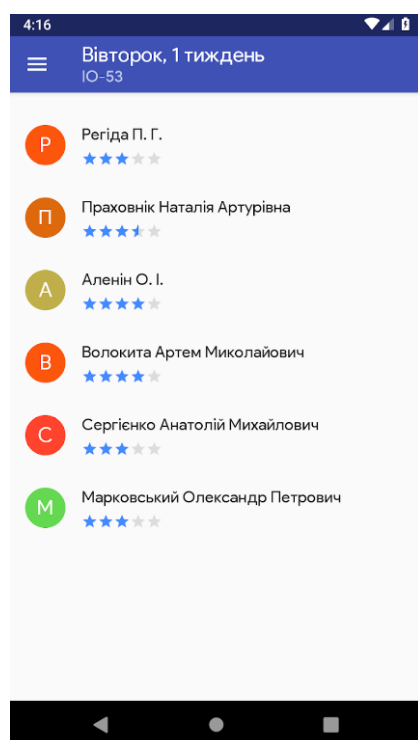 4:16
Вівторок, 1 тиждень
ІО-53
Р
Регіда П. Г.
П
Праховнік Наталія Артурівна
А
Аленін О. І.
В
Волокита Артем Миколайович
С
Сергієнко Анатолій Михайлович
М
Марковський Олександр Петрович